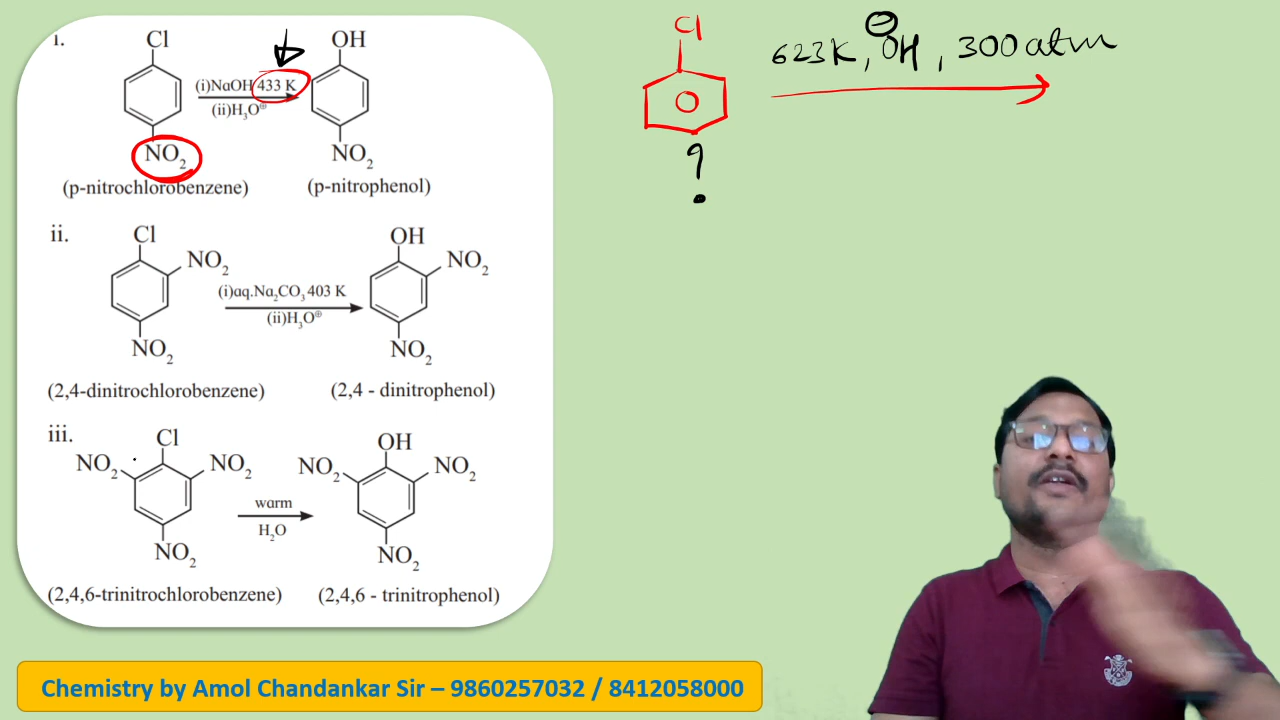 i.
Cl
OH
(i)NaOH 433 K
(ii)H₃O⊕
NO₂
NO₂
(p-nitrochlorobenzene)
(p-nitrophenol)
ii.
Cl
NO₂
OH
NO₂
(i)aq.Na₂CO₃ 403 K
(ii)H₃O⊕
NO₂
NO₂
(2,4-dinitrochlorobenzene)
(2,4 - dinitrophenol)
iii.
Cl
NO₂
NO₂
OH
NO₂
NO₂
warm
H₂O
NO₂
NO₂
(2,4,6-trinitrochlorobenzene)
(2,4,6 - trinitrophenol)
Cl
623K, ⊖OH, 300 atm
?
Chemistry by Amol Chandankar Sir – 9860257032 / 8412058000